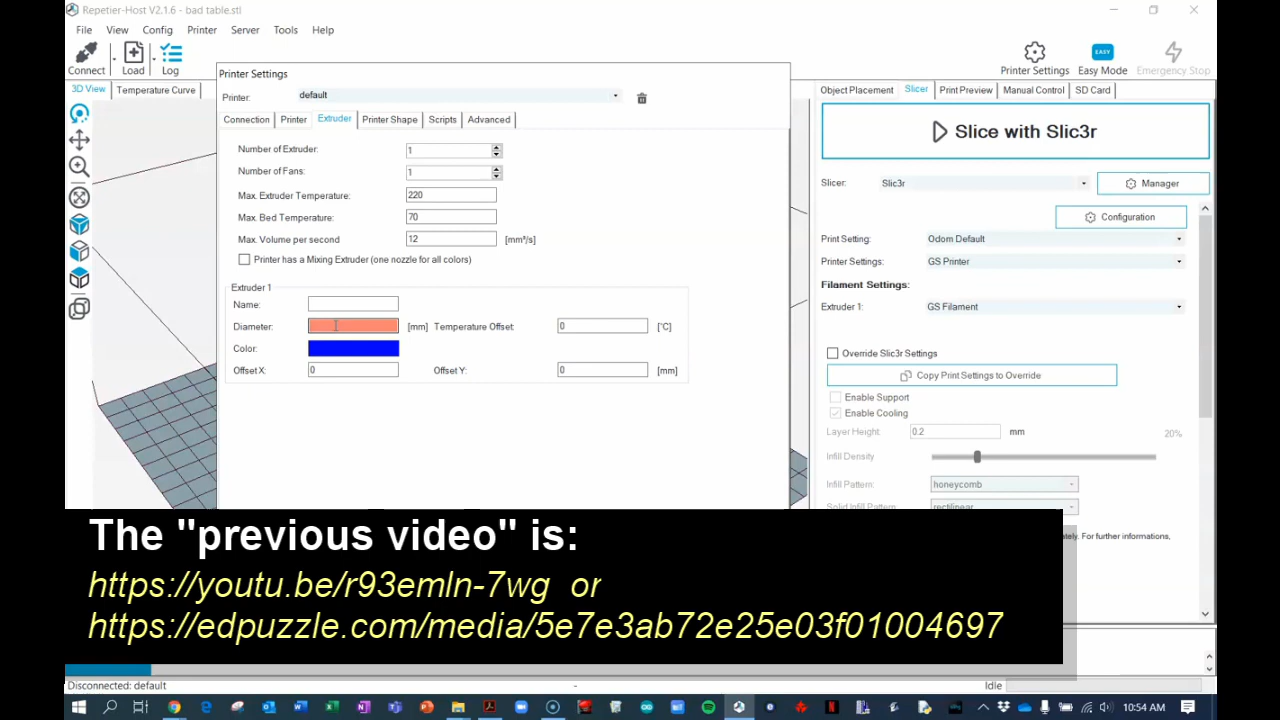 Repetier-Host V2.1.6 - bad table.stl
File View Config Printer Server Tools Help
Connect Load Log Printer Settings Easy Mode Emergency Stop
EASY
3D View Temperature Curve
Object Placement Slicer Print Preview Manual Control SD Card
Printer Settings
Printer: default
Connection Printer Extruder Printer Shape Scripts Advanced
Number of Extruder: 1
Number of Fans: 1
Max. Extruder Temperature: 220
Max. Bed Temperature: 70
Max. Volume per second 12 [mm³/s]
Printer has a Mixing Extruder (one nozzle for all colors)
Extruder 1
Name:
Diameter: [mm] Temperature Offset: 0 [°C]
Color:
Offset X: 0 Offset Y: 0 [mm]
Slice with Slic3r
Slicer: Slic3r Manager
Configuration
Print Setting: Odom Default
Printer Settings: GS Printer
Filament Settings:
Extruder 1: GS Filament
Override Slic3r Settings
Copy Print Settings to Override
Enable Support
Enable Cooling
Layer Height: 0.2 mm
20%
Infill Density
Infill Pattern: honeycomb
Solid Infill Pattern: rectilinear
For further informations,
The "previous video" is:
https://youtu.be/r93emln-7wg or
https://edpuzzle.com/media/5e7e3ab72e25e03f01004697
Disconnected: default - Idle
10:54 AM